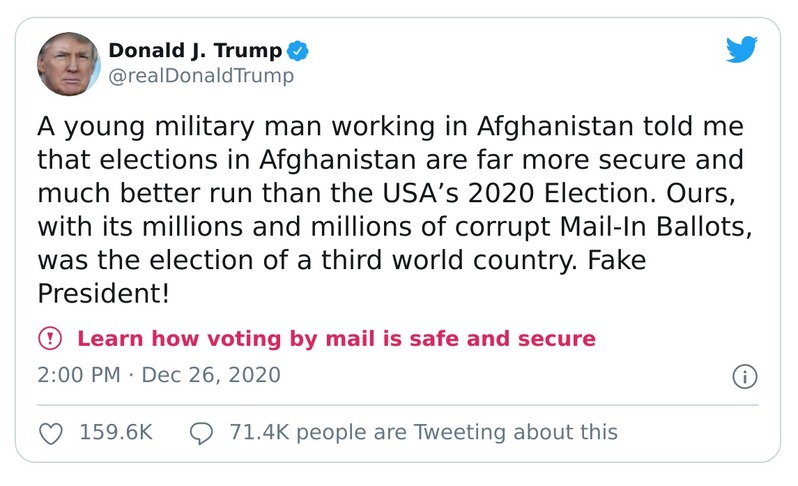 Donald J. Trump
@realDonaldTrump
A young military man working in Afghanistan told me
that elections in Afghanistan are far more secure and
much better run than the USA’s 2020 Election. Ours,
with its millions and millions of corrupt Mail-In Ballots,
was the election of a third world country. Fake
President!
Learn how voting by mail is safe and secure
2:00 PM · Dec 26, 2020
159.6K 71.4K people are Tweeting about this